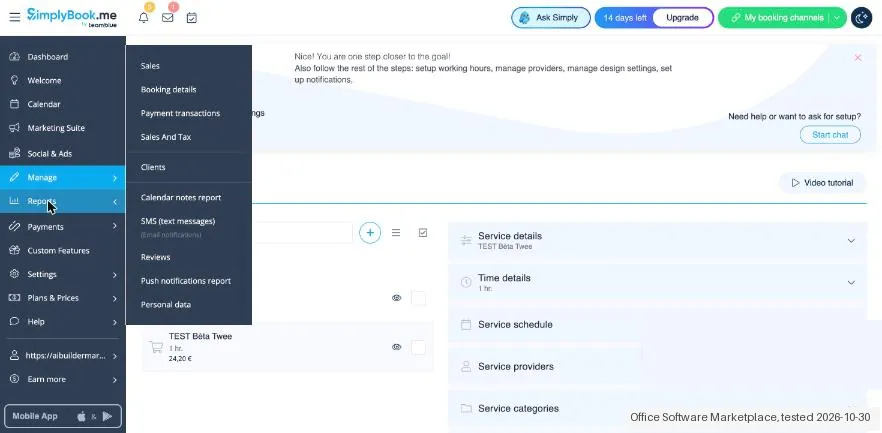 SimplyBook.me
by teamblue
5
1
Ask Simply
14 days left
Upgrade
My booking channels
Dashboard
Welcome
Calendar
Marketing Suite
Social & Ads
Manage
Reports
Payments
Custom Features
Settings
Plans & Prices
Help
https://aibuildermar...
Earn more
Mobile App
&
Sales
Booking details
Payment transactions
Sales And Tax
Clients
Calendar notes report
SMS (text messages)
(Email notifications)
Reviews
Push notifications report
Personal data
Nice! You are one step closer to the goal!
Also follow the rest of the steps: setup working hours, manage providers, manage design settings, set
up notifications.
ngs
Need help or want to ask for setup?
Start chat
Video tutorial
TEST Bèta Twee
1 hr.
24,20 €
Service details
TEST Bèta Twee
Time details
1 hr.
Service schedule
Service providers
Service categories
Office Software Marketplace, tested 2026-10-30